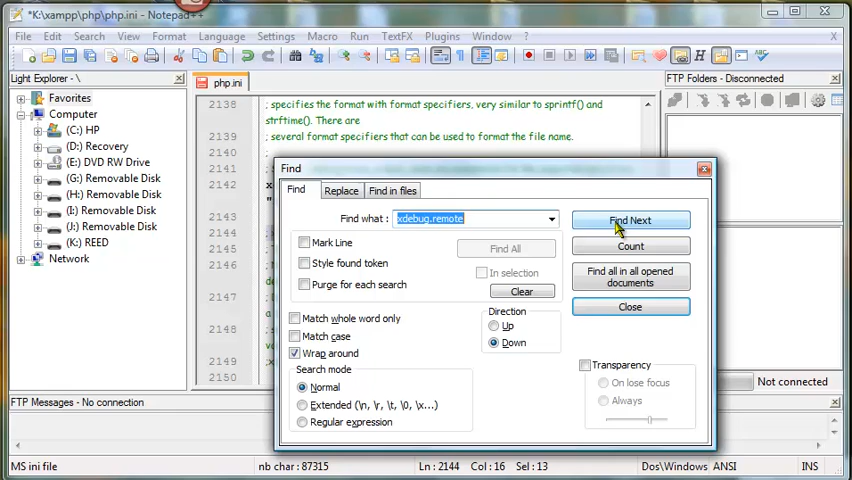 *K:\xampp\php\php.ini - Notepad++
File Edit Search View Format Language Settings Macro Run TextFX Plugins Window ? X
Light Explorer - \
php.ini
FTP Folders - Disconnected
Favorites
Computer
(C:) HP
(D:) Recovery
(E:) DVD RW Drive
(G:) Removable Disk
(H:) Removable Disk
(I:) Removable Disk
(J:) Removable Disk
(K:) REED
Network
2138 ; specifies the format with format specifiers, very similar to sprintf() and
strftime(). There are
2139 ; several format specifiers that can be used to format the file name.
2140 ;
2141
2142
2143
2144
2145
2146
2147
2148
2149
2150
Find
Find Replace Find in files
Find what : xdebug.remote
Find Next
Mark Line
Find All
Count
Style found token
In selection
Find all in all opened
documents
Purge for each search
Clear
Close
Match whole word only
Direction
Match case
Up
Wrap around
Down
Search mode
Transparency
Normal
On lose focus
Extended (\n, \r, \t, \0, \x...)
Always
Regular expression
Not connected
FTP Messages - No connection
MS ini file nb char : 87315 Ln : 2144 Col : 16 Sel : 13 Dos\Windows ANSI INS